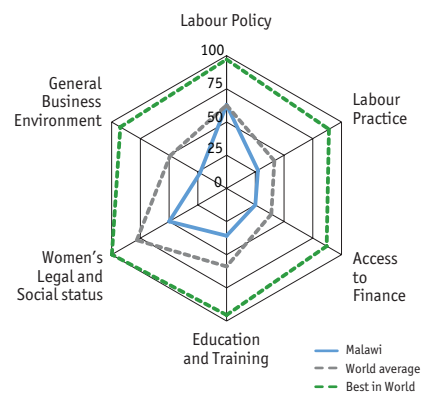 Labour Policy
100
75
50
25
0
General
Business
Environment
Labour
Practice
Women's
Legal and
Social status
Access
to
Finance
Education
and Training
Malawi
World average
Best in World